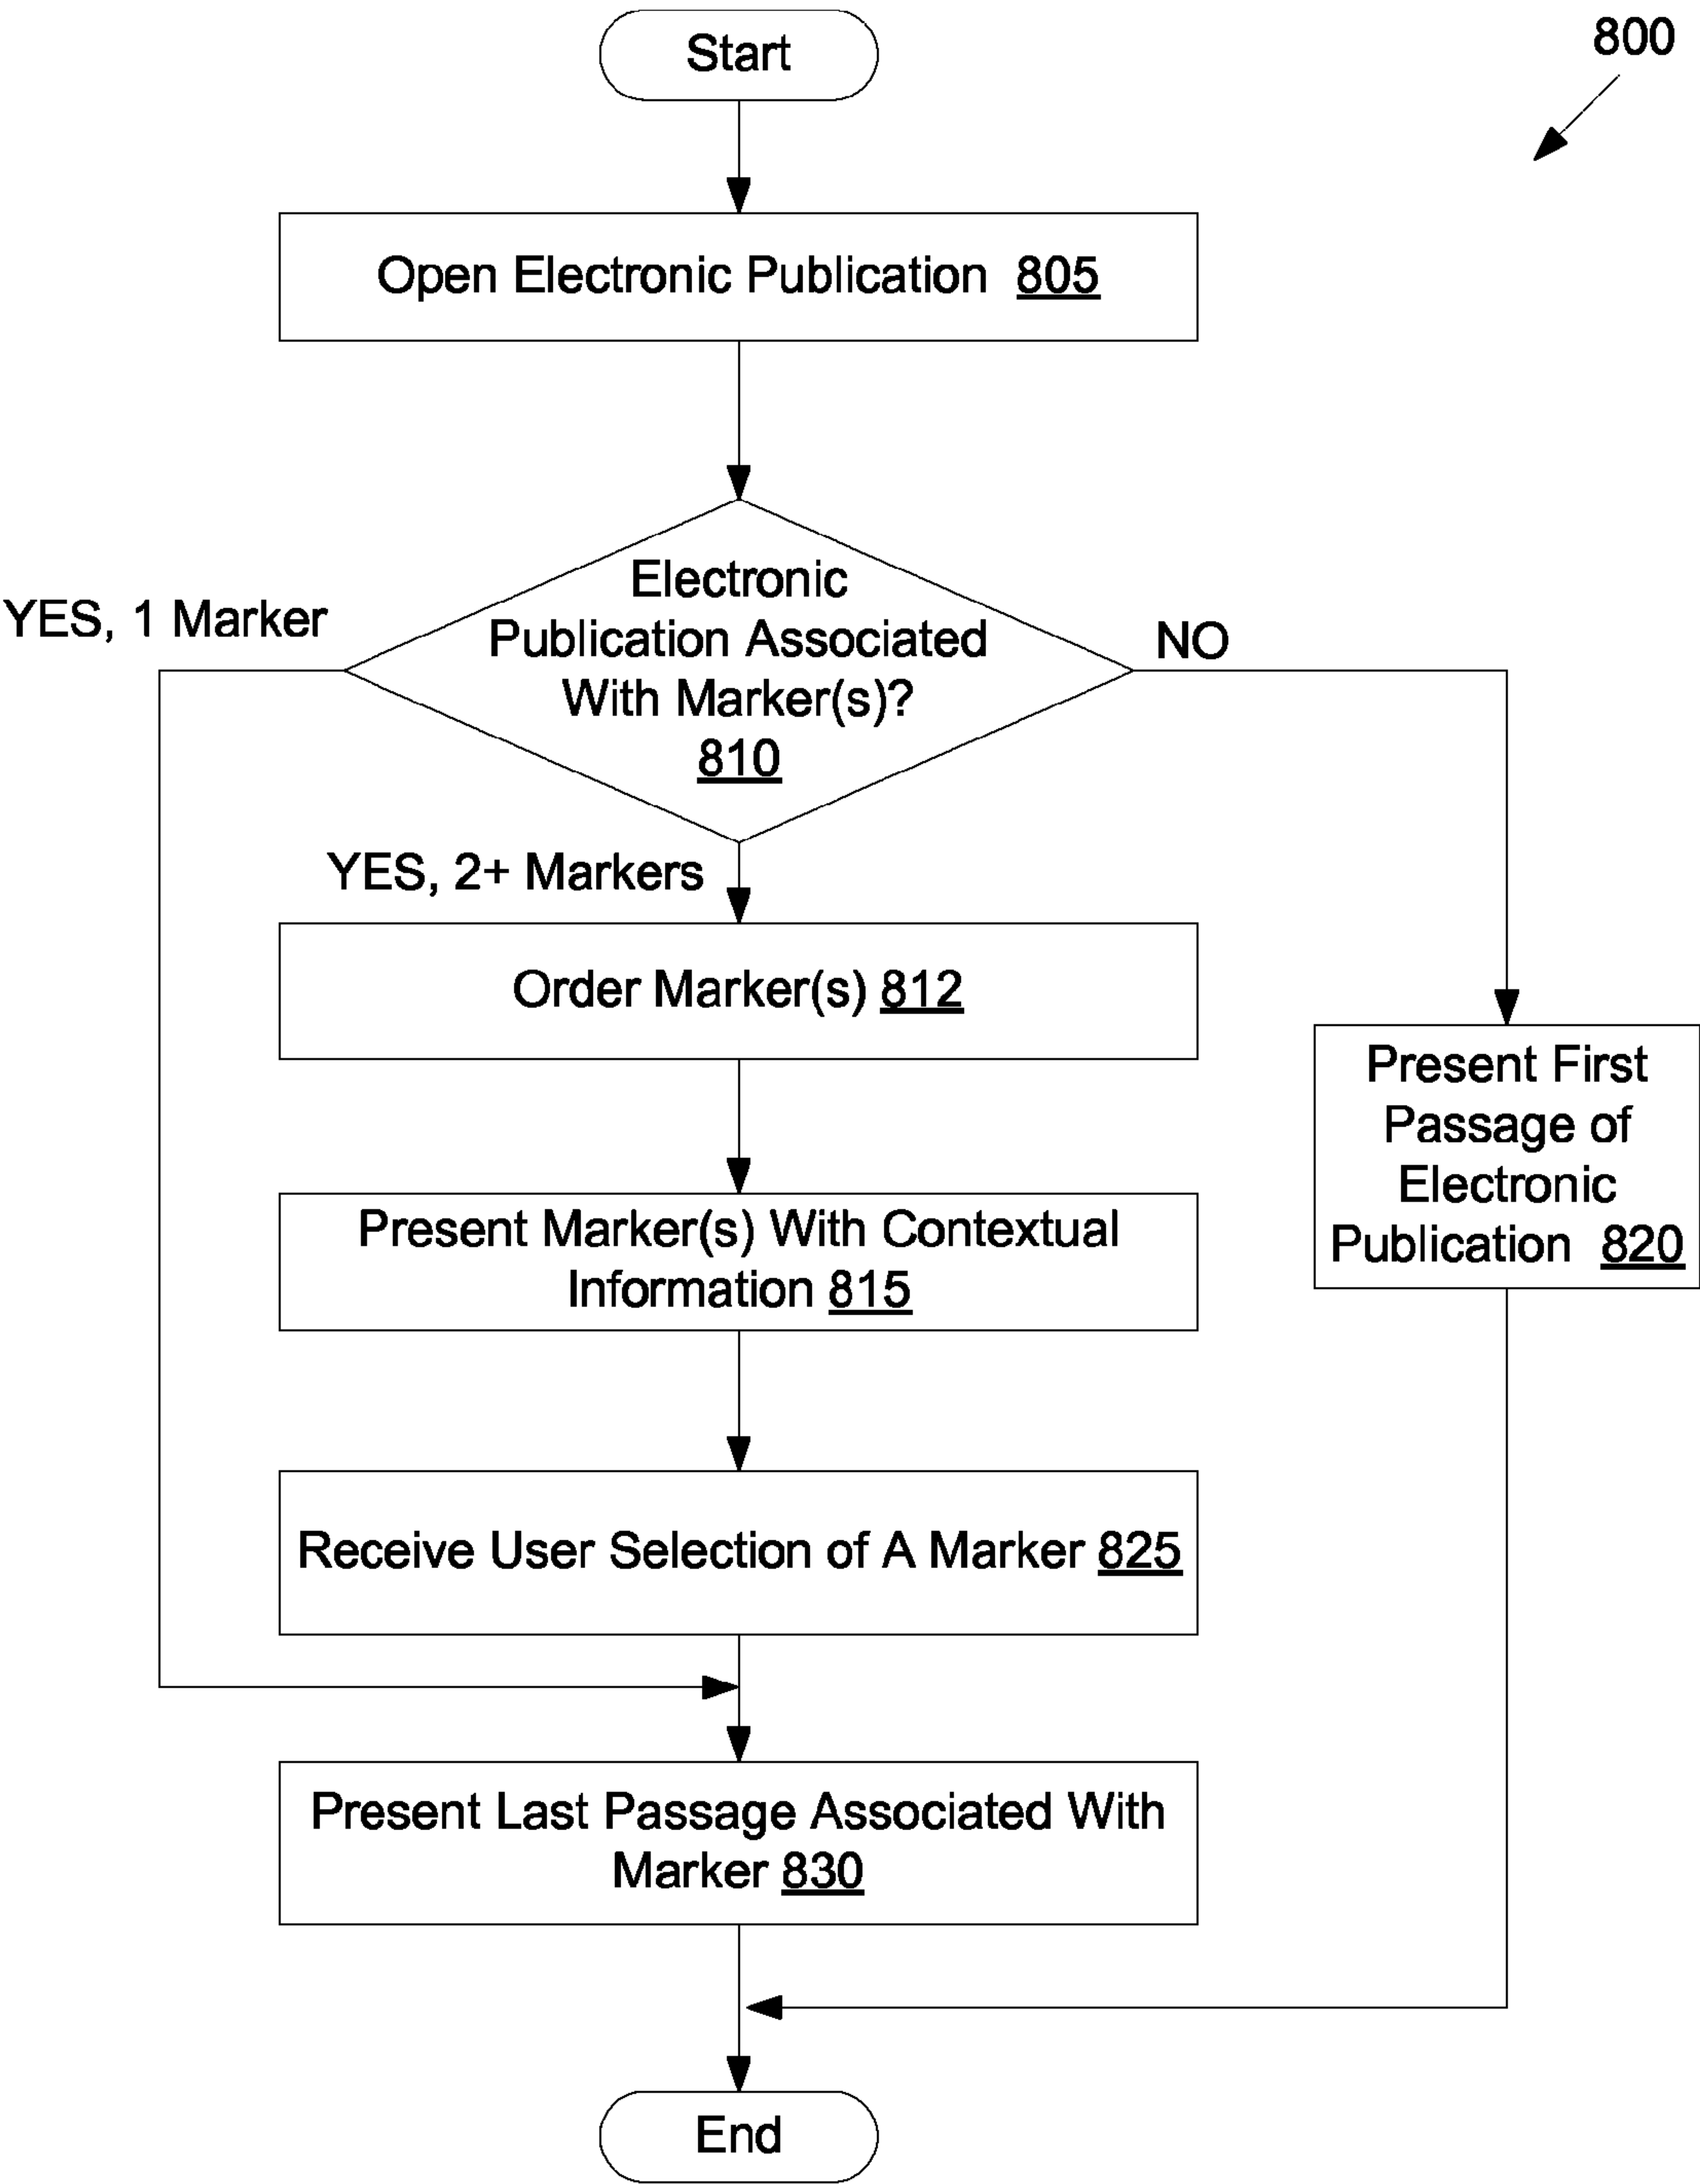 Start
800
Open Electronic Publication 805
Electronic
Publication Associated
With Marker(s)?
810
YES, 1 Marker
NO
YES, 2+ Markers
Order Marker(s) 812
Present First
Passage of
Electronic
Publication 820
Present Marker(s) With Contextual
Information 815
Receive User Selection of A Marker 825
Present Last Passage Associated With
Marker 830
End